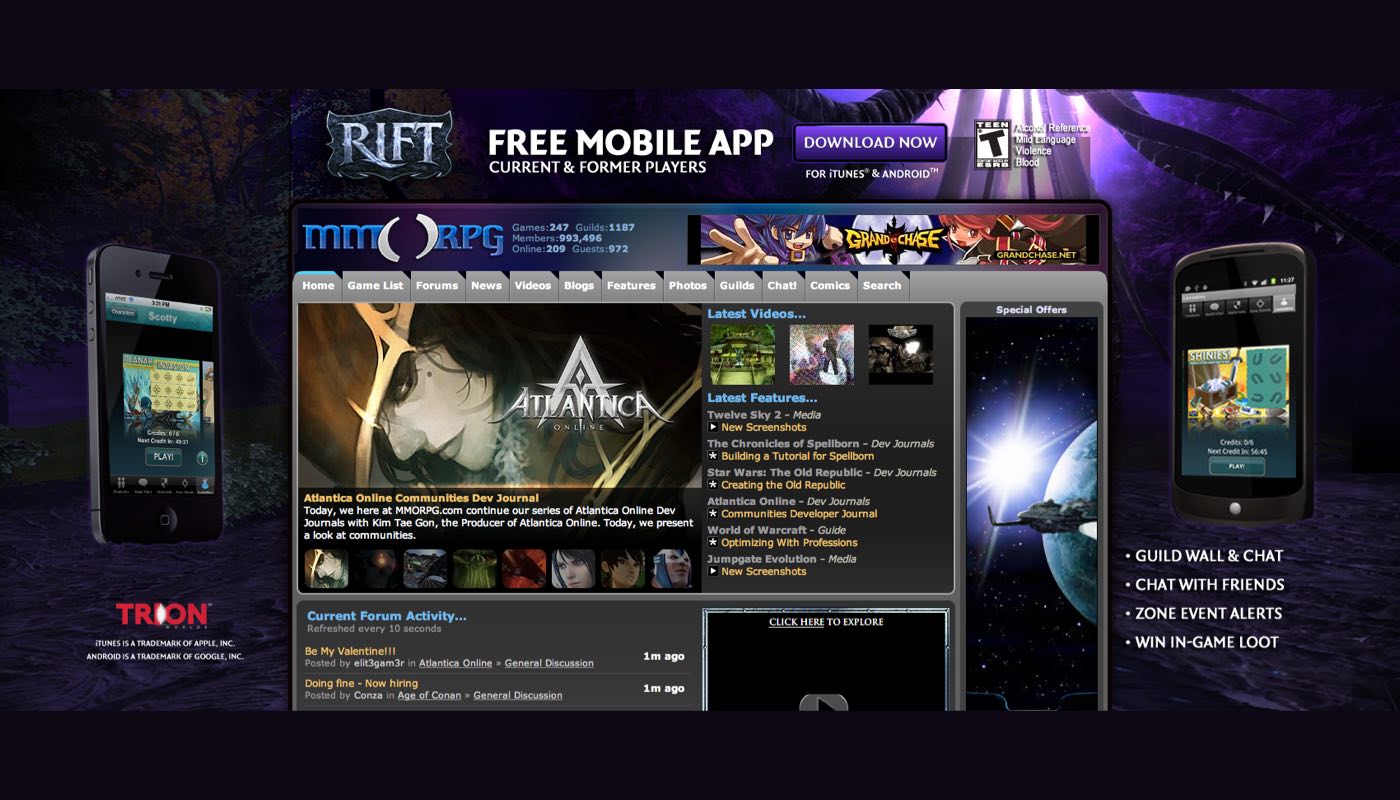 RIFT
FREE MOBILE APP
CURRENT & FORMER PLAYERS
DOWNLOAD NOW
FOR iTUNES® & ANDROID™
TEEN
T
CONTENT RATED BY
ESRB
Alcohol Reference
Mild Language
Violence
Blood
MMORPG
Games:247 Guilds:1187
Members:993,496
Online:209 Guests:972
GRAND CHASE
GRANDCHASE.NET
Home
Game List
Forums
News
Videos
Blogs
Features
Photos
Guilds
Chat!
Comics
Search
ATLANTICA
ONLINE
Atlantica Online Communities Dev Journal
Today, we here at MMORPG.com continue our series of Atlantica Online Dev
Journals with Kim Tae Gon, the Producer of Atlantica Online. Today, we present
a look at communities.
Latest Videos...
Latest Features...
Twelve Sky 2 – Media
New Screenshots
The Chronicles of Spellborn – Dev Journals
Building a Tutorial for Spellborn
Star Wars: The Old Republic – Dev Journals
Creating the Old Republic
Atlantica Online – Dev Journals
Communities Developer Journal
World of Warcraft – Guide
Optimizing With Professions
Jumpgate Evolution – Media
New Screenshots
Special Offers
Current Forum Activity...
Refreshed every 10 seconds
Be My Valentine!!!
Posted by elit3gam3r in Atlantica Online » General Discussion
1m ago
Doing fine - Now hiring
Posted by Conza in Age of Conan » General Discussion
1m ago
CLICK HERE TO EXPLORE
3:31 PM
Scotty
PLANAR
INVASION
Credits: 0/6
Next Credit In: 49:21
PLAY!
TRION
WORLDS
iTUNES IS A TRADEMARK OF APPLE, INC.
ANDROID IS A TRADEMARK OF GOOGLE, INC.
11:27
SHINIES!
Credits: 0/6
Next Credit In: 56:45
PLAY!
• GUILD WALL & CHAT
• CHAT WITH FRIENDS
• ZONE EVENT ALERTS
• WIN IN-GAME LOOT